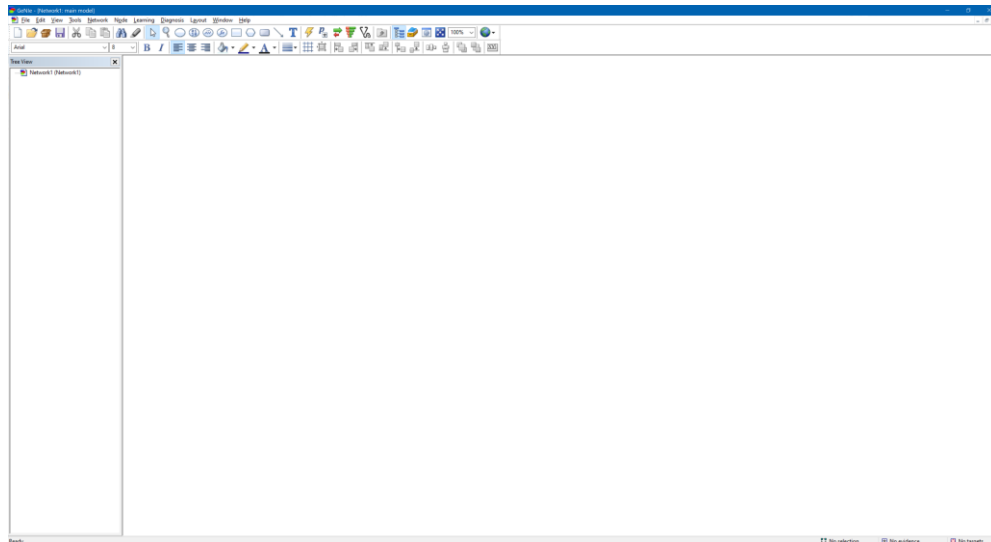 GeNIe - [Network1: main model]
File Edit View Tools Network Node Learning Diagnosis Layout Window Help
100%
Arial 8 B I
Tree View
Network1 (Network1)
Ready No selection No evidence No targets